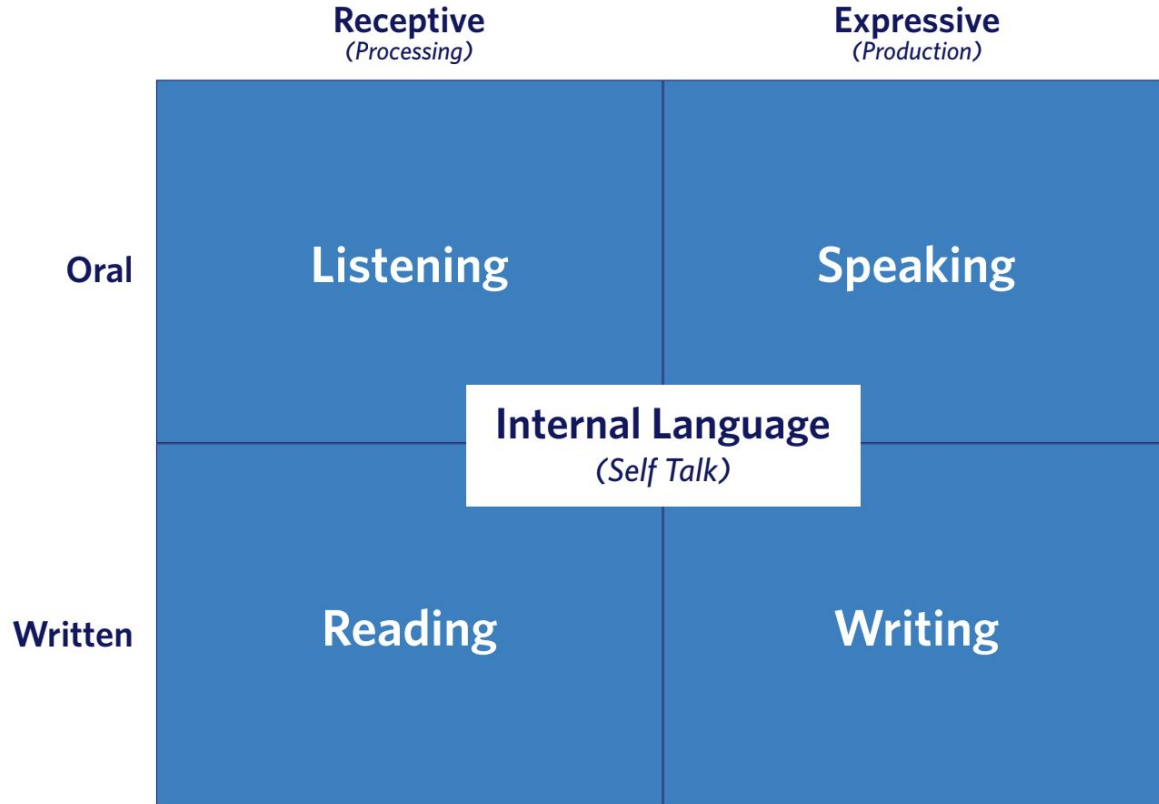 Receptive
(Processing)
Expressive
(Production)
Oral
Listening
Speaking
Internal Language
(Self Talk)
Written
Reading
Writing